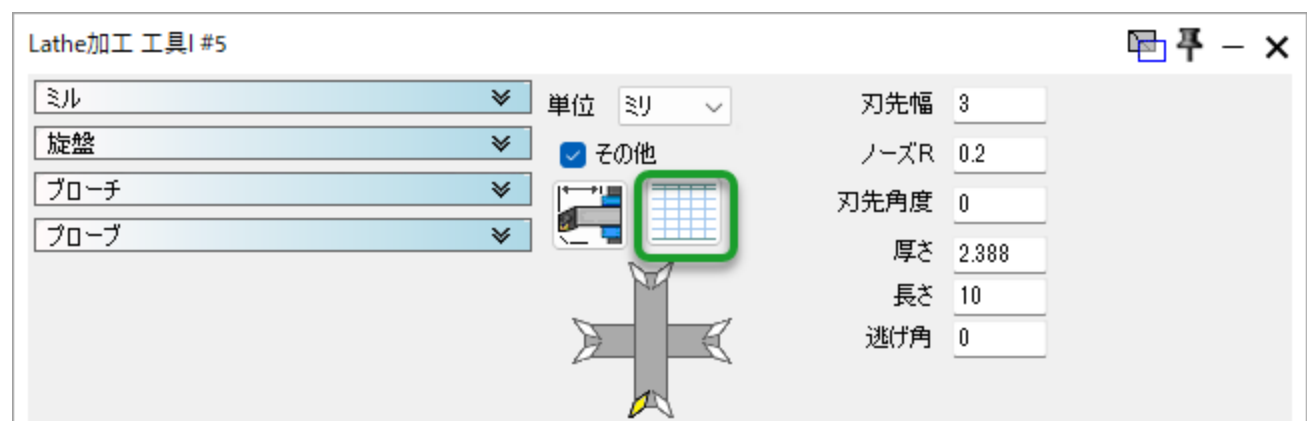 Lathe加工 工具I #5
ミル
旋盤
ブローチ
プローブ
単位 ミリ
その他
刃先幅 3
ノーズR 0.2
刃先角度 0
厚さ 2.388
長さ 10
逃げ角 0